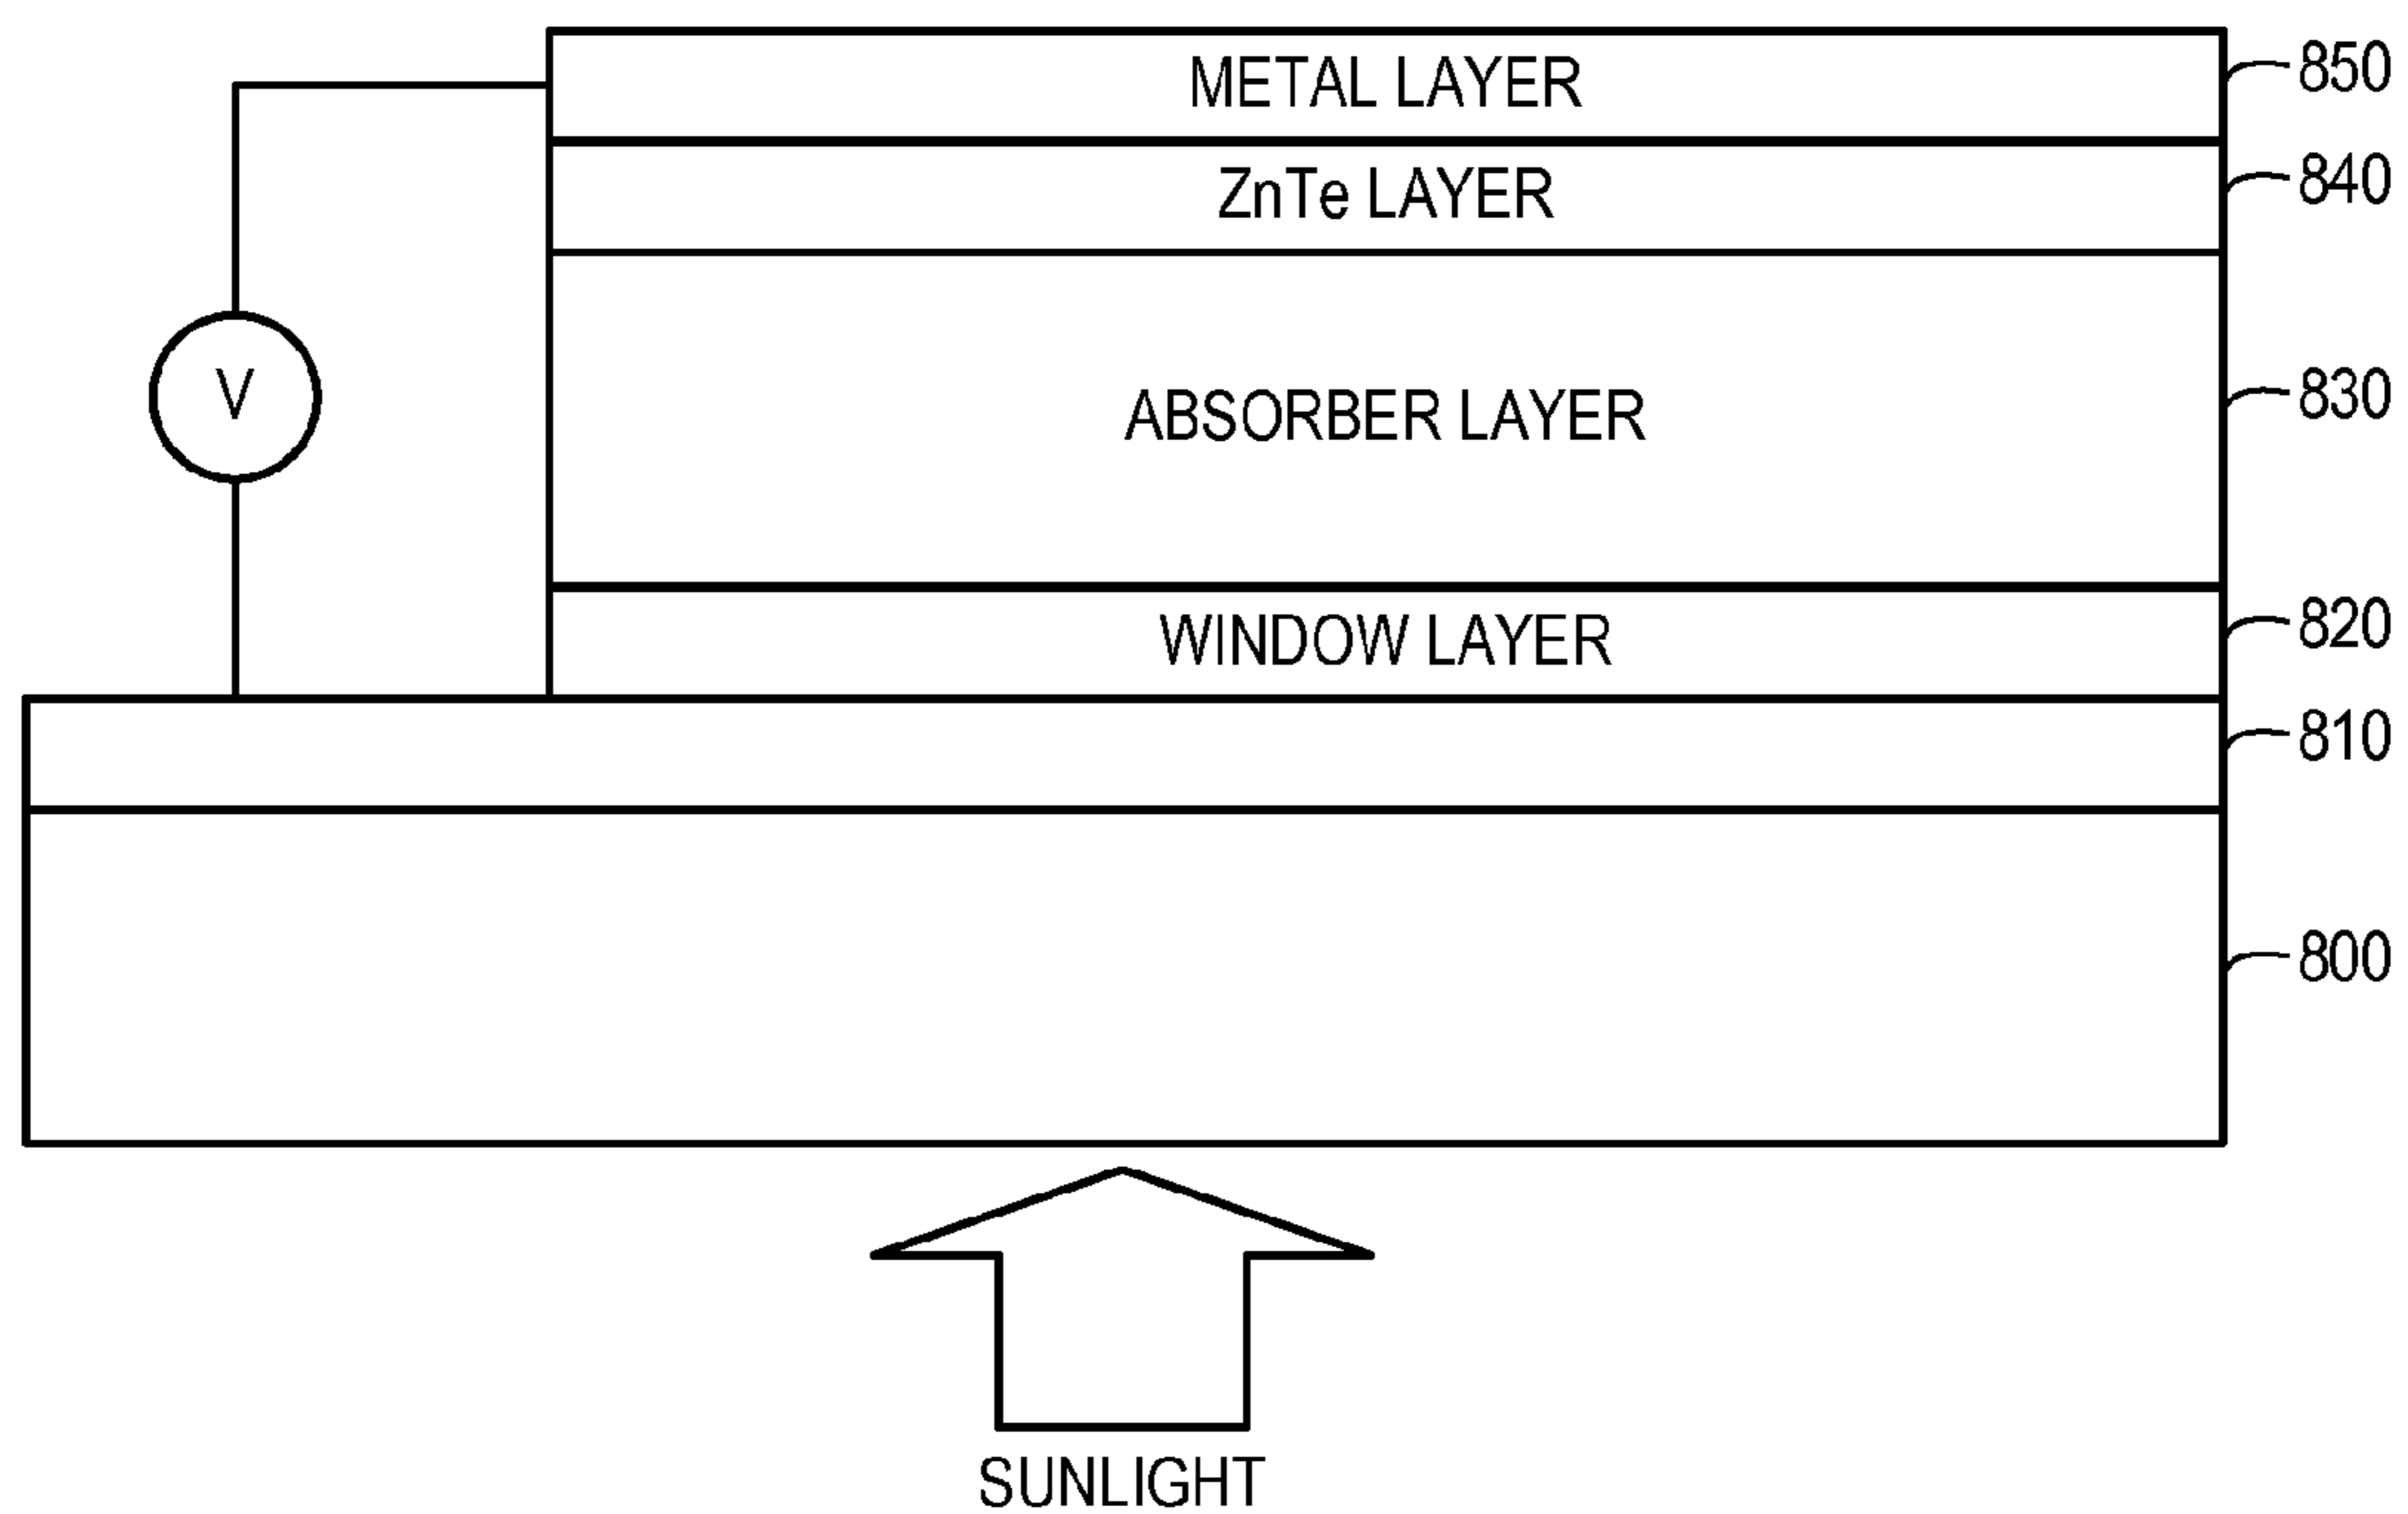 METAL LAYER
850
ZnTe LAYER
840
V
ABSORBER LAYER
830
WINDOW LAYER
820
810
800
SUNLIGHT